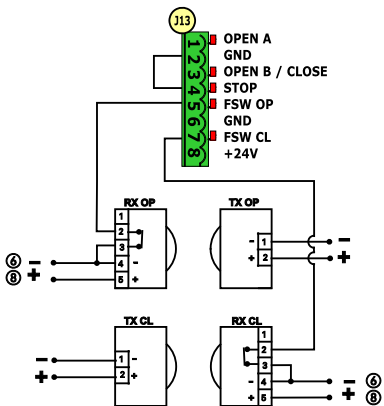 J13
1 OPEN A
2 GND
3 OPEN B / CLOSE
4 STOP
5 FSW OP
6 GND
7 FSW CL
8 +24V
RX OP
TX OP
1
2
3
4 -
5 +
⑥ -
⑧ +
- 1 -
+ 2 +
TX CL
RX CL
- 1 -
+ 2 +
1
2
3
- 4 - ⑥
+ 5 + ⑧